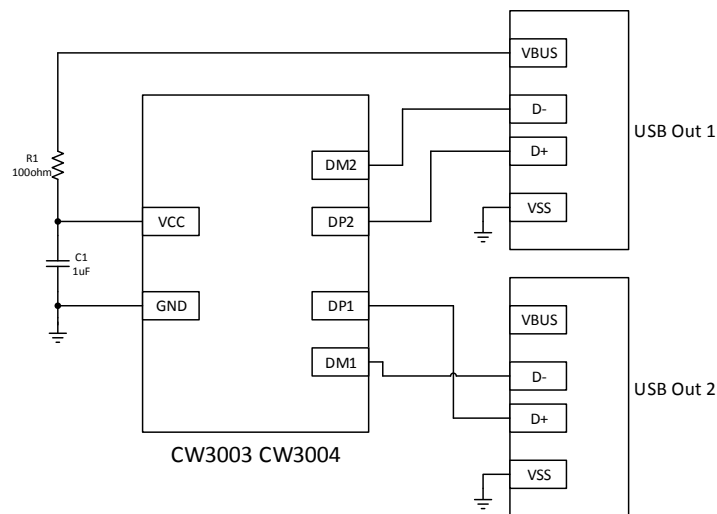 VBUS
D-
D+
VSS
USB Out 1
R1
100ohm
C1
1uF
VCC
GND
DM2
DP2
DP1
DM1
CW3003 CW3004
VBUS
D-
D+
VSS
USB Out 2